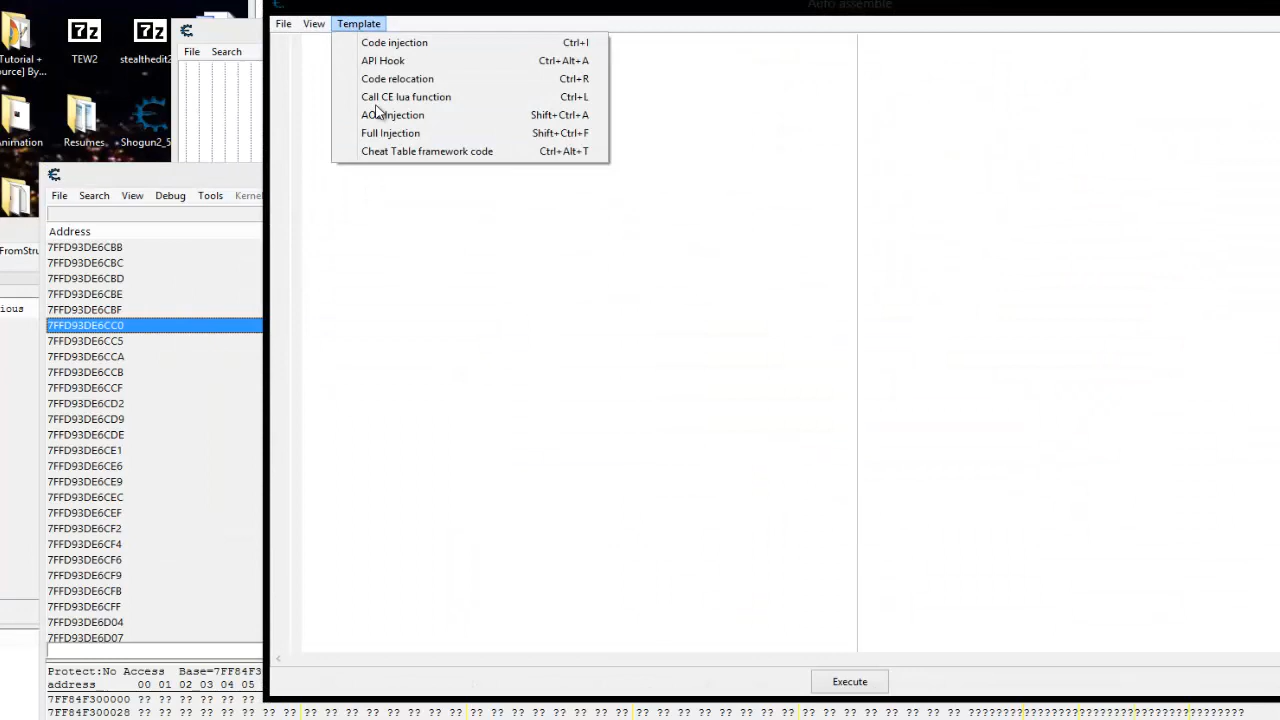 Tutorial +
ource] By...
TEW2
stealthedit2...
Animation
Resumes
Shogun2_5
FromStru
ious
File Search
File Search View Debug Tools Kernel
Address
7FFD93DE6CBB
7FFD93DE6CBC
7FFD93DE6CBD
7FFD93DE6CBE
7FFD93DE6CBF
7FFD93DE6CC0
7FFD93DE6CC5
7FFD93DE6CCA
7FFD93DE6CCB
7FFD93DE6CCF
7FFD93DE6CD2
7FFD93DE6CD9
7FFD93DE6CDE
7FFD93DE6CE1
7FFD93DE6CE6
7FFD93DE6CE9
7FFD93DE6CEC
7FFD93DE6CEF
7FFD93DE6CF2
7FFD93DE6CF4
7FFD93DE6CF6
7FFD93DE6CF9
7FFD93DE6CFB
7FFD93DE6CFF
7FFD93DE6D04
7FFD93DE6D07
Protect:No Access Base=7FF84F3
address 00 01 02 03 04 05
7FF84F300000 ?? ?? ?? ?? ?? ??
7FF84F300028 ?? ?? ?? ?? ?? ?? ?? ?? ?? ?? ?? ?? ?? ?? ?? ?? ?? ?? ?? ?? ?? ?? ?? ?? ?? ?? ?? ?? ?? ?? ?? ??
Auto assemble
File View Template
Code injection Ctrl+I
API Hook Ctrl+Alt+A
Code relocation Ctrl+R
Call CE lua function Ctrl+L
AOB Injection Shift+Ctrl+A
Full Injection Shift+Ctrl+F
Cheat Table framework code Ctrl+Alt+T
Execute